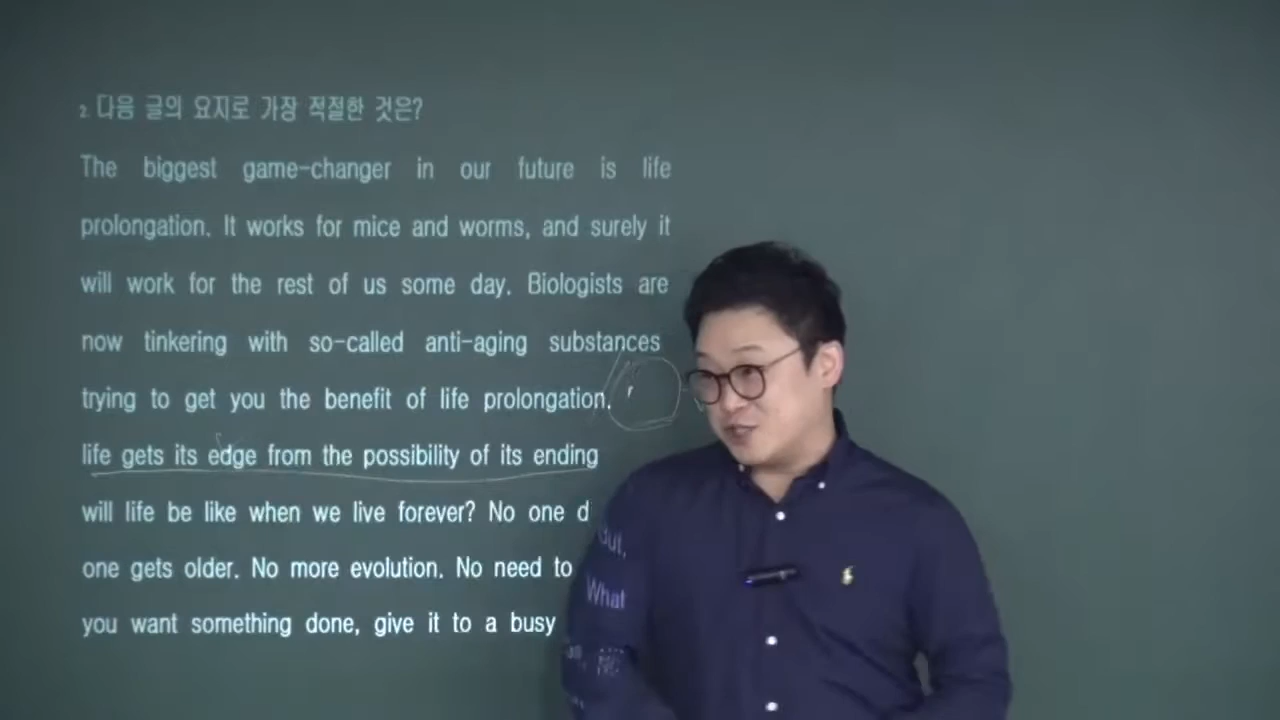 2. 다음 글의 요지로 가장 적절한 것은?
The biggest game-changer in our future is life
prolongation. It works for mice and worms, and surely it
will work for the rest of us some day. Biologists are
now tinkering with so-called anti-aging substances
trying to get you the benefit of life prolongation. But,
life gets its edge from the possibility of its ending What
will life be like when we live forever? No one d
one gets older. No more evolution. No need to
you want something done, give it to a busy